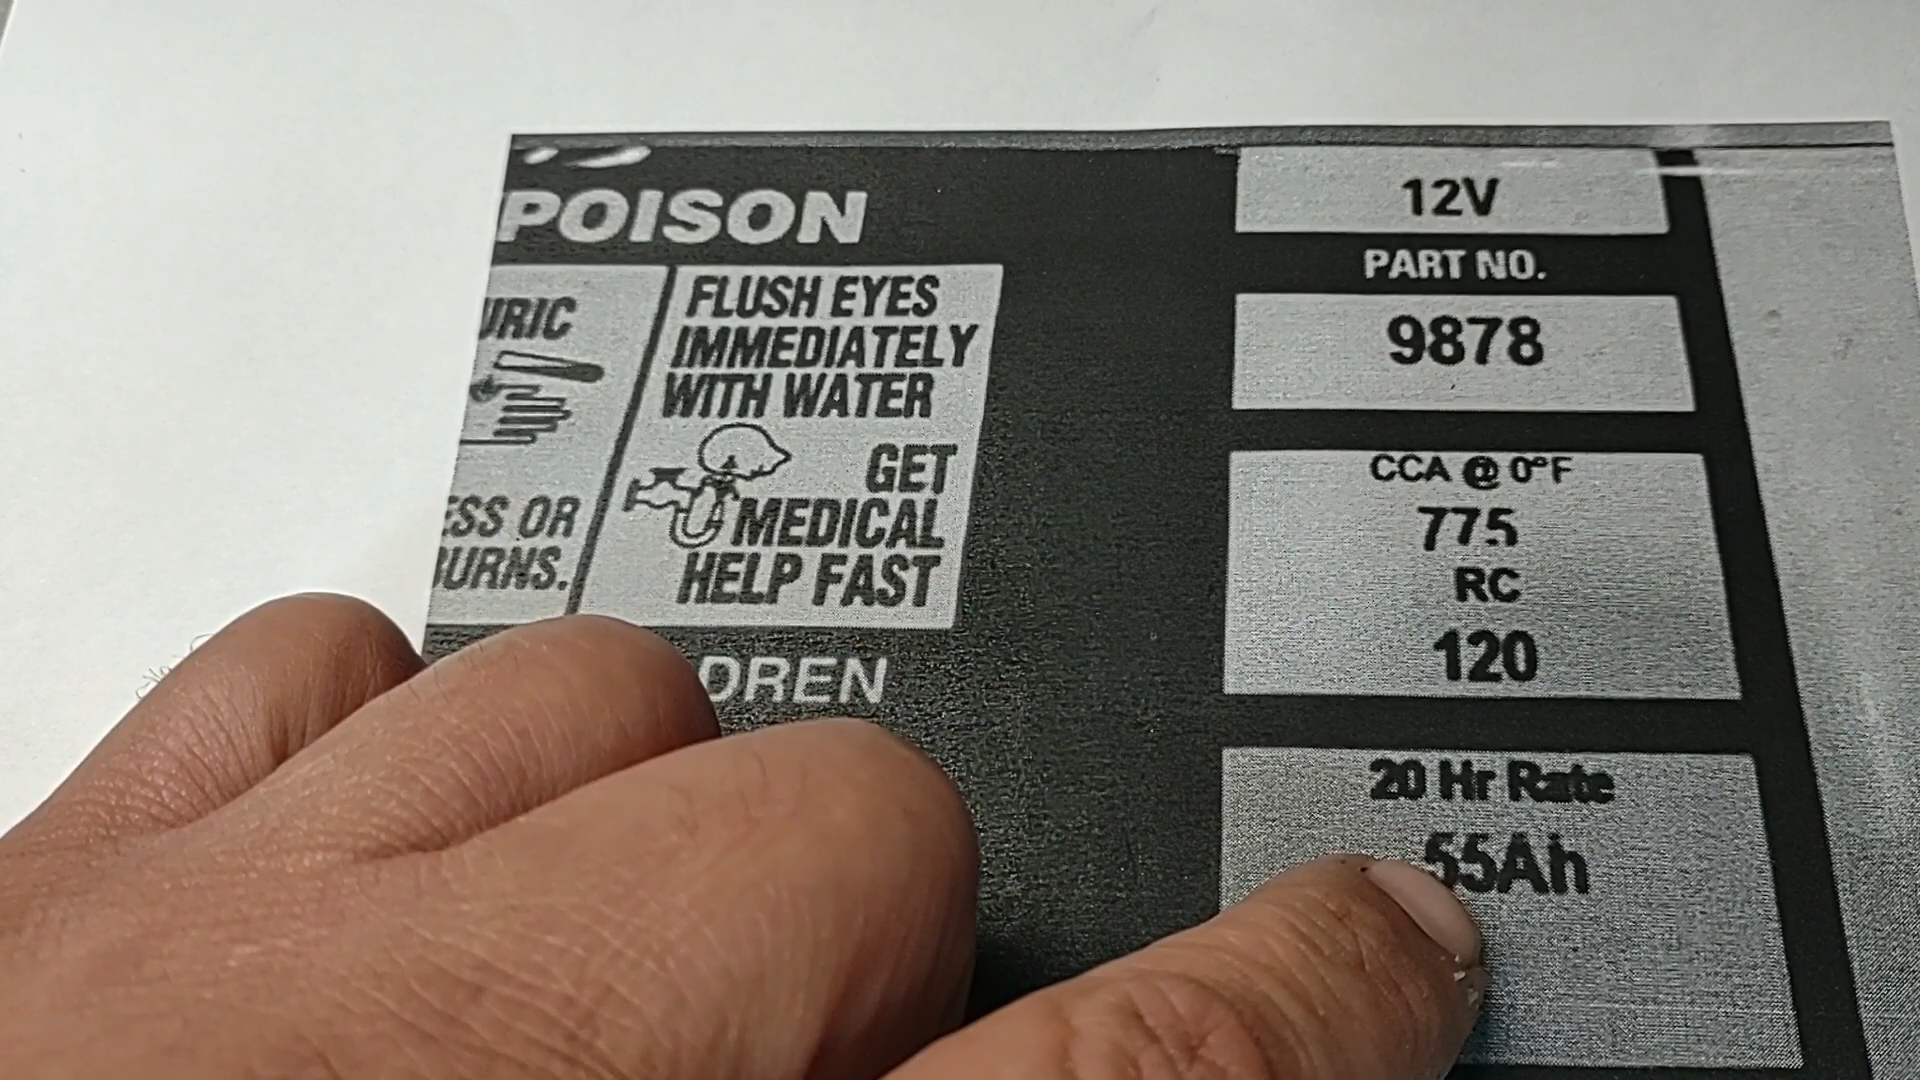 POISON
URIC
ESS OR
BURNS.
FLUSH EYES
IMMEDIATELY
WITH WATER
GET
MEDICAL
HELP FAST
DREN
12V
PART NO.
9878
CCA @ 0°F
775
RC
120
20 Hr Rate
55Ah